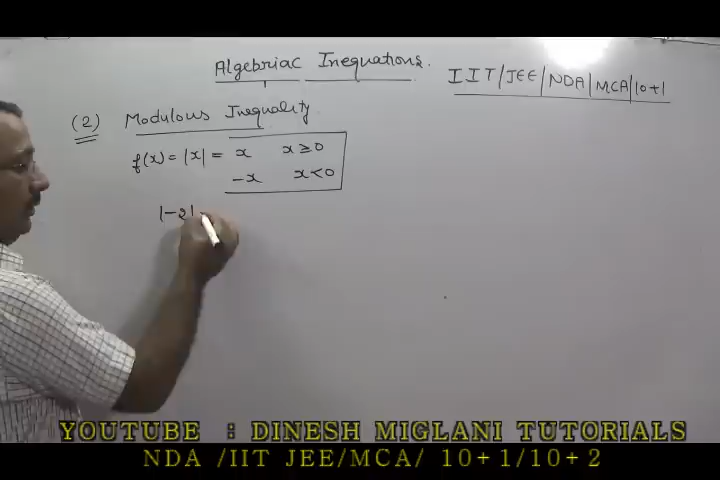 Algebriac Inequations.
IIT/JEE/NDA/MCA/10+1
(2) Modulous Inequality
f(x) = |x| = x x ≥ 0
-x x < 0
|-2|
YOUTUBE : DINESH MIGLANI TUTORIALS
NDA /IIT JEE/MCA/ 10+1/10+2